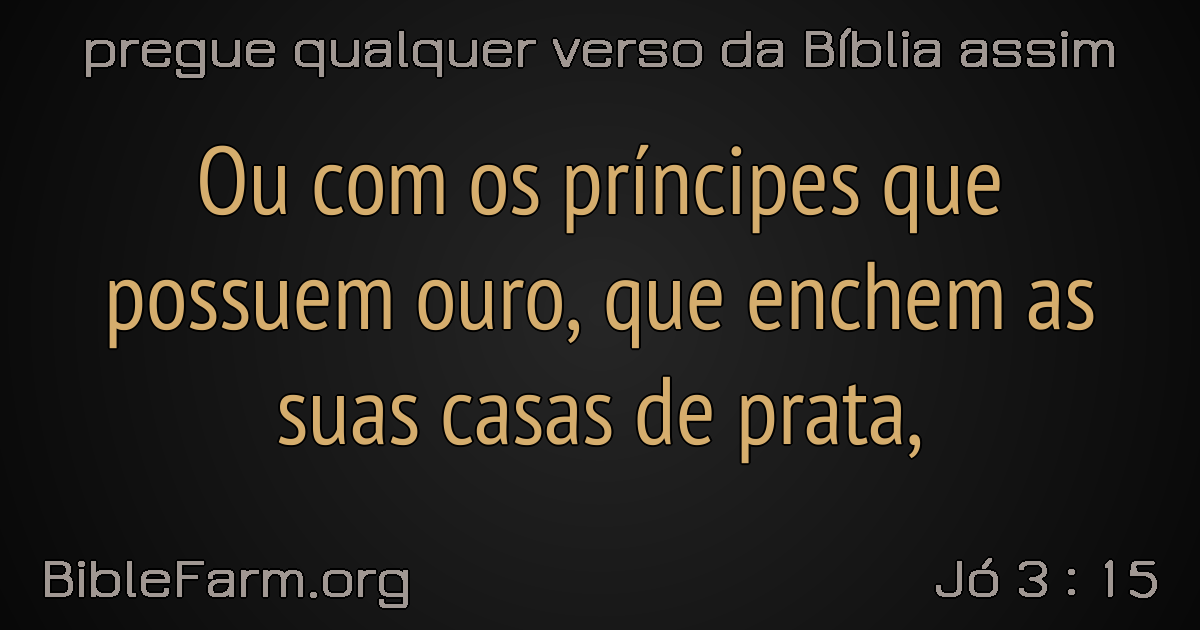 pregue qualquer verso da Bíblia assim
Ou com os príncipes que
possuem ouro, que enchem as
suas casas de prata,
BibleFarm.org
Jó 3 : 15